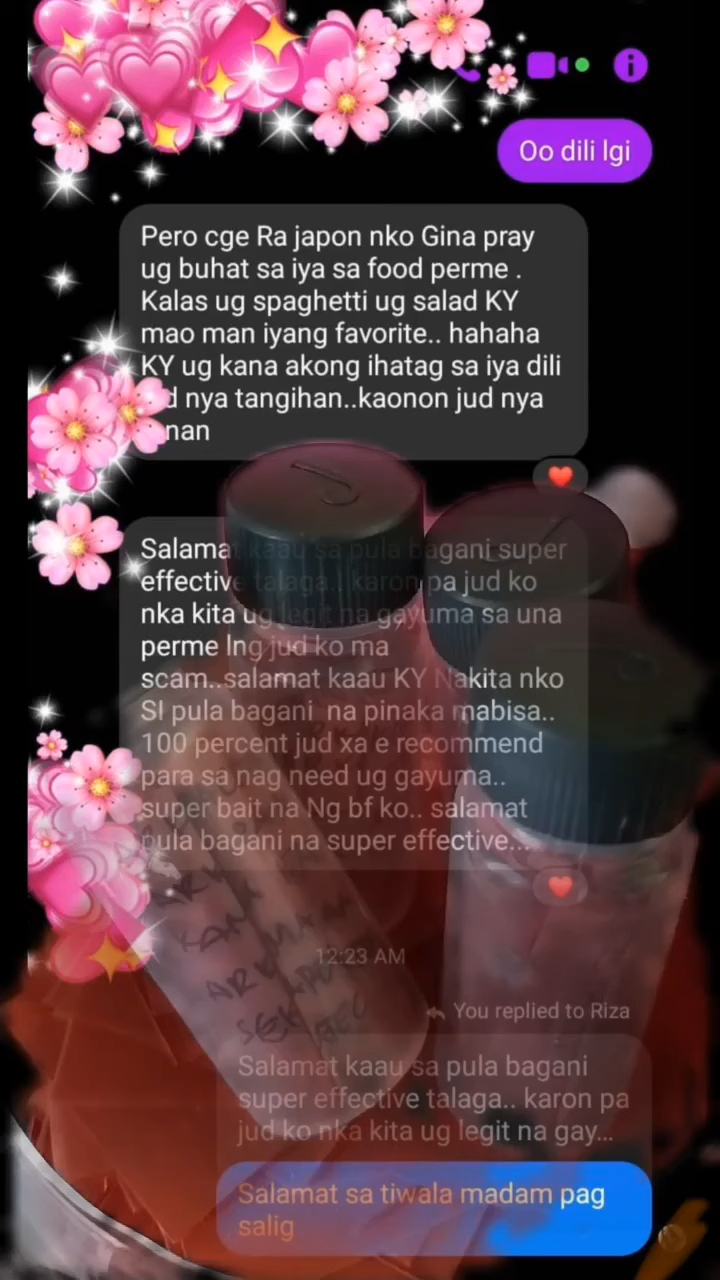 Oo dili lgi
Pero cge Ra japon nko Gina pray
ug buhat sa iya sa food perme .
Kalas ug spaghetti ug salad KY
mao man iyang favorite.. hahaha
KY ug kana akong ihatag sa iya dili
nya tangihan..kaonon jud nya
Salamat kaau sa pula bagani super
effective talaga.. karon pa jud ko
nka kita ug legit na gayuma sa una
perme lng jud ko ma
scam..salamat kaau KY Nakita nko
SI pula bagani na pinaka mabisa..
100 percent jud xa e recommend
para sa nag need ug gayuma..
super bait na Ng bf ko.. salamat
pula bagani na super effective...
12:23 AM
You replied to Riza
Salamat kaau sa pula bagani
super effective talaga.. karon pa
jud ko nka kita ug legit na gay...
Salamat sa tiwala madam pag
salig